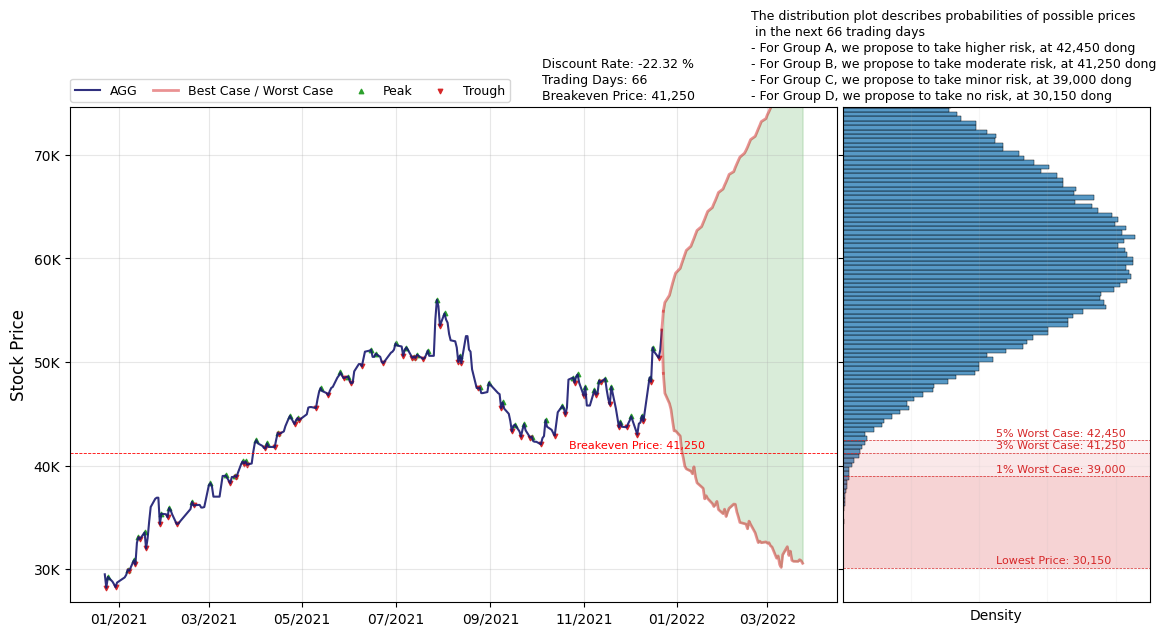 The distribution plot describes probabilities of possible prices
in the next 66 trading days
- For Group A, we propose to take higher risk, at 42,450 dong
- For Group B, we propose to take moderate risk, at 41,250 dong
- For Group C, we propose to take minor risk, at 39,000 dong
- For Group D, we propose to take no risk, at 30,150 dong
Discount Rate: -22.32 %
Trading Days: 66
Breakeven Price: 41,250
AGG
Best Case / Worst Case
Peak
Trough
Stock Price
70K
60K
50K
40K
30K
Breakeven Price: 41,250
5% Worst Case: 42,450
3% Worst Case: 41,250
1% Worst Case: 39,000
Lowest Price: 30,150
01/2021
03/2021
05/2021
07/2021
09/2021
11/2021
01/2022
03/2022
Density